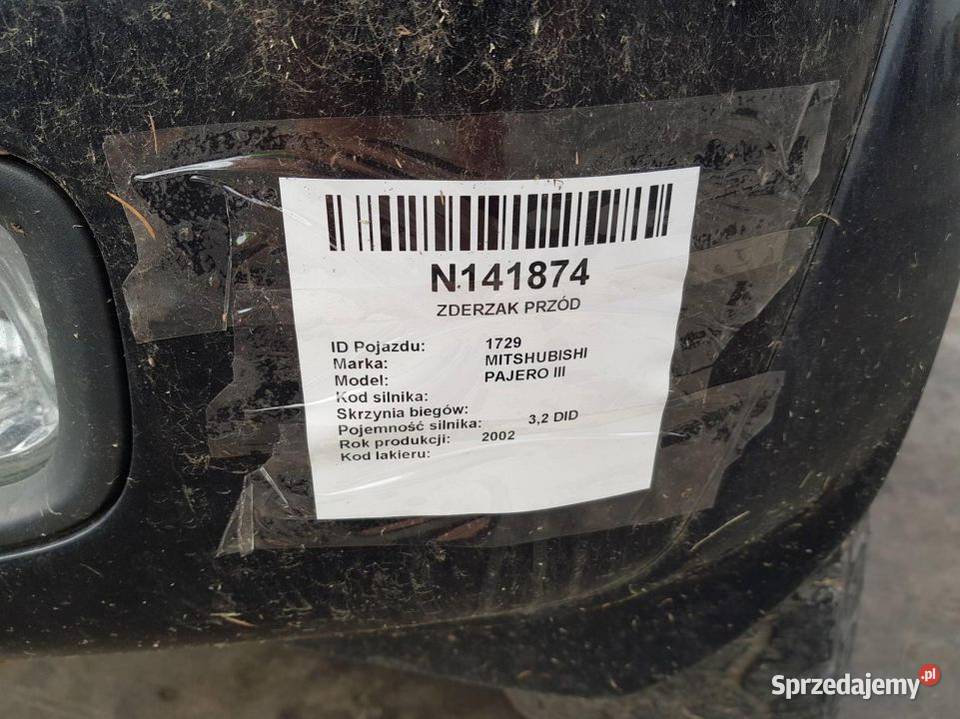 N141874
ZDERZAK PRZÓD
ID Pojazdu: 1729
Marka: MITSHUBISHI
Model: PAJERO III
Kod silnika:
Skrzynia biegów:
Pojemność silnika: 3,2 DID
Rok produkcji: 2002
Kod lakieru:
Sprzedajemy.pl